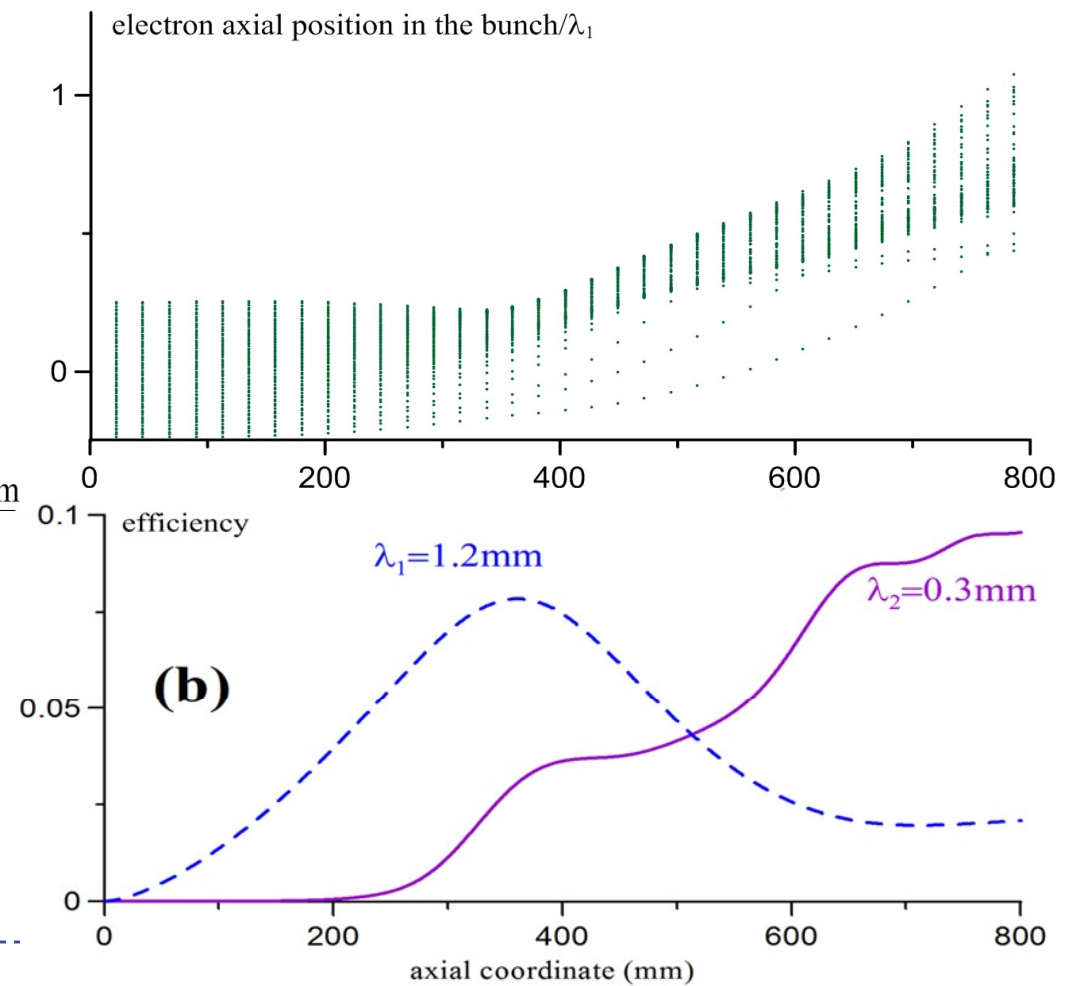 electron axial position in the bunch/λ₁
1
0
0 200 400 600 800
m
0.1
efficiency
λ₁=1.2mm
λ₂=0.3mm
(b)
0.05
0
0 200 400 600 800
axial coordinate (mm)